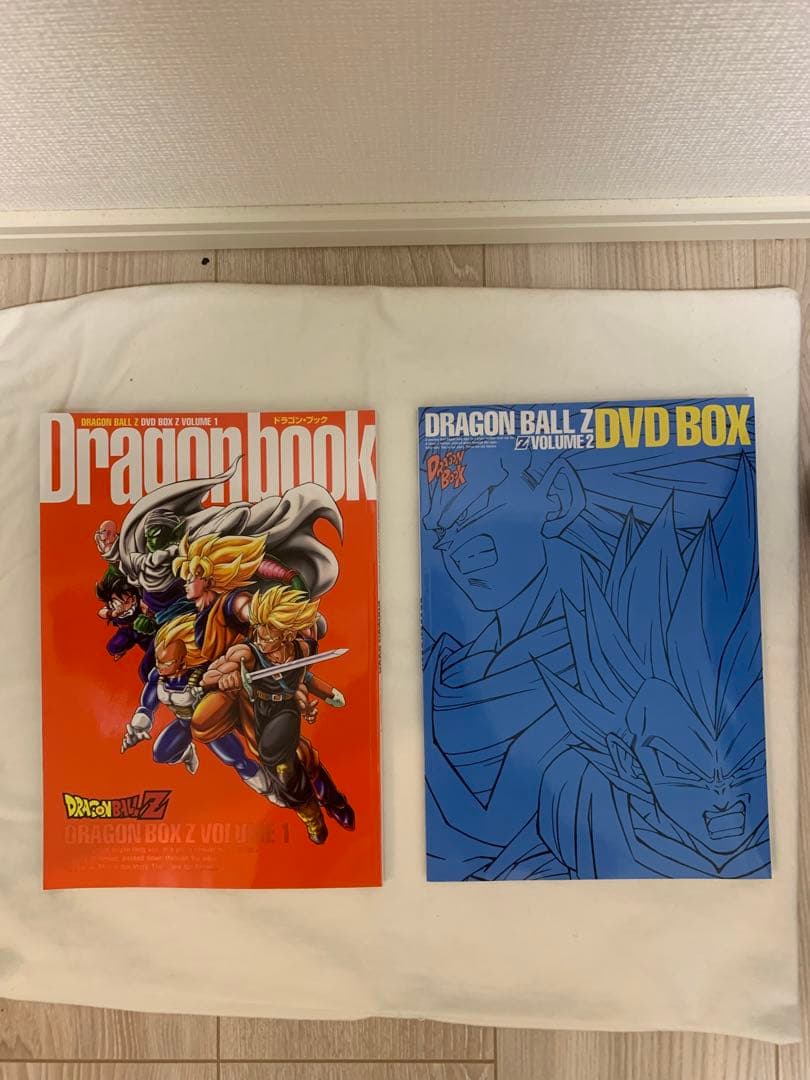 DRAGON BALL Z DVD BOX Z VOLUME 1
ドラゴン・ブック
Dragon book
DRAGON BALL Z
DRAGON BOX Z VOLUME 1
DRAGON BALL Z
Z VOLUME 2
DVD BOX
DRAGON BOX